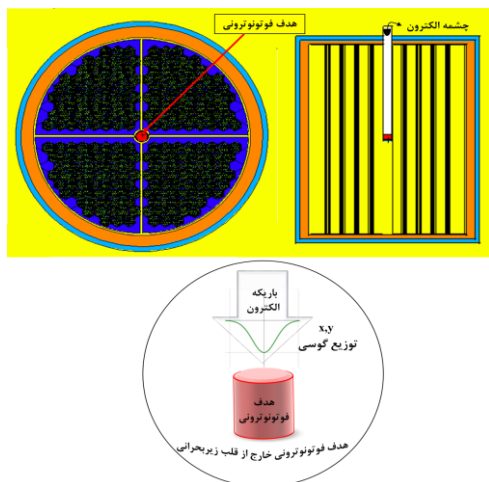 هدف فوتونوترونی
چشمه الکترون
باریکه
الکترون
x,y
توزیع گوسی
هدف
فوتونوترونی
هدف فوتونوترونی خارج از قلب زیربحرانی